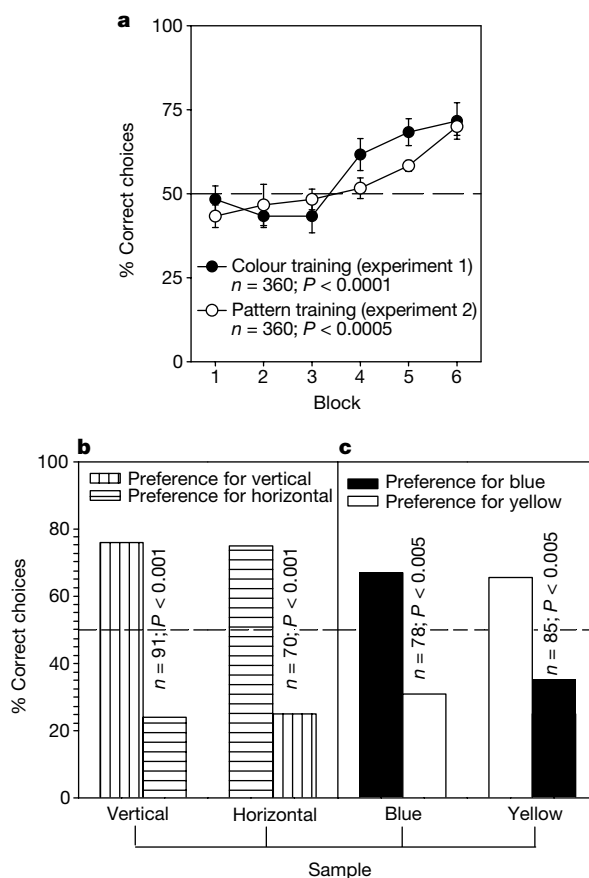 a
75
50
25
0
% Correct choices
Colour training (experiment 1)
n = 360; P < 0.0001
Pattern training (experiment 2)
n = 360; P < 0.0005
1 2 3 4 5 6
Block
b
c
100
80
60
40
20
0
% Correct choices
Preference for vertical
Preference for horizontal
n = 91; P < 0.001
n = 70; P < 0.001
Preference for blue
Preference for yellow
n = 78; P < 0.005
n = 85; P < 0.005
Vertical Horizontal Blue Yellow
Sample